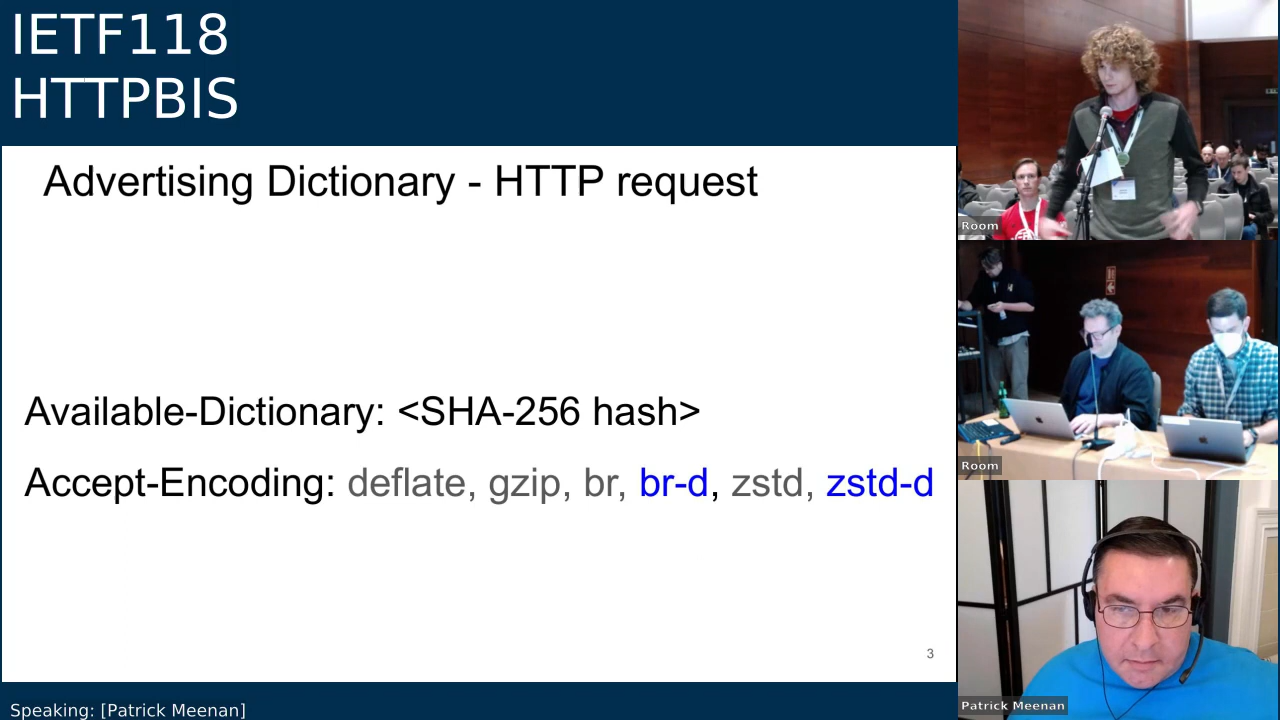 IETF118
HTTPBIS
Advertising Dictionary - HTTP request
Available-Dictionary: <SHA-256 hash>
Accept-Encoding: deflate, gzip, br, br-d, zstd, zstd-d
3
Speaking: [Patrick Meenan]
Room
Room
Patrick Meenan